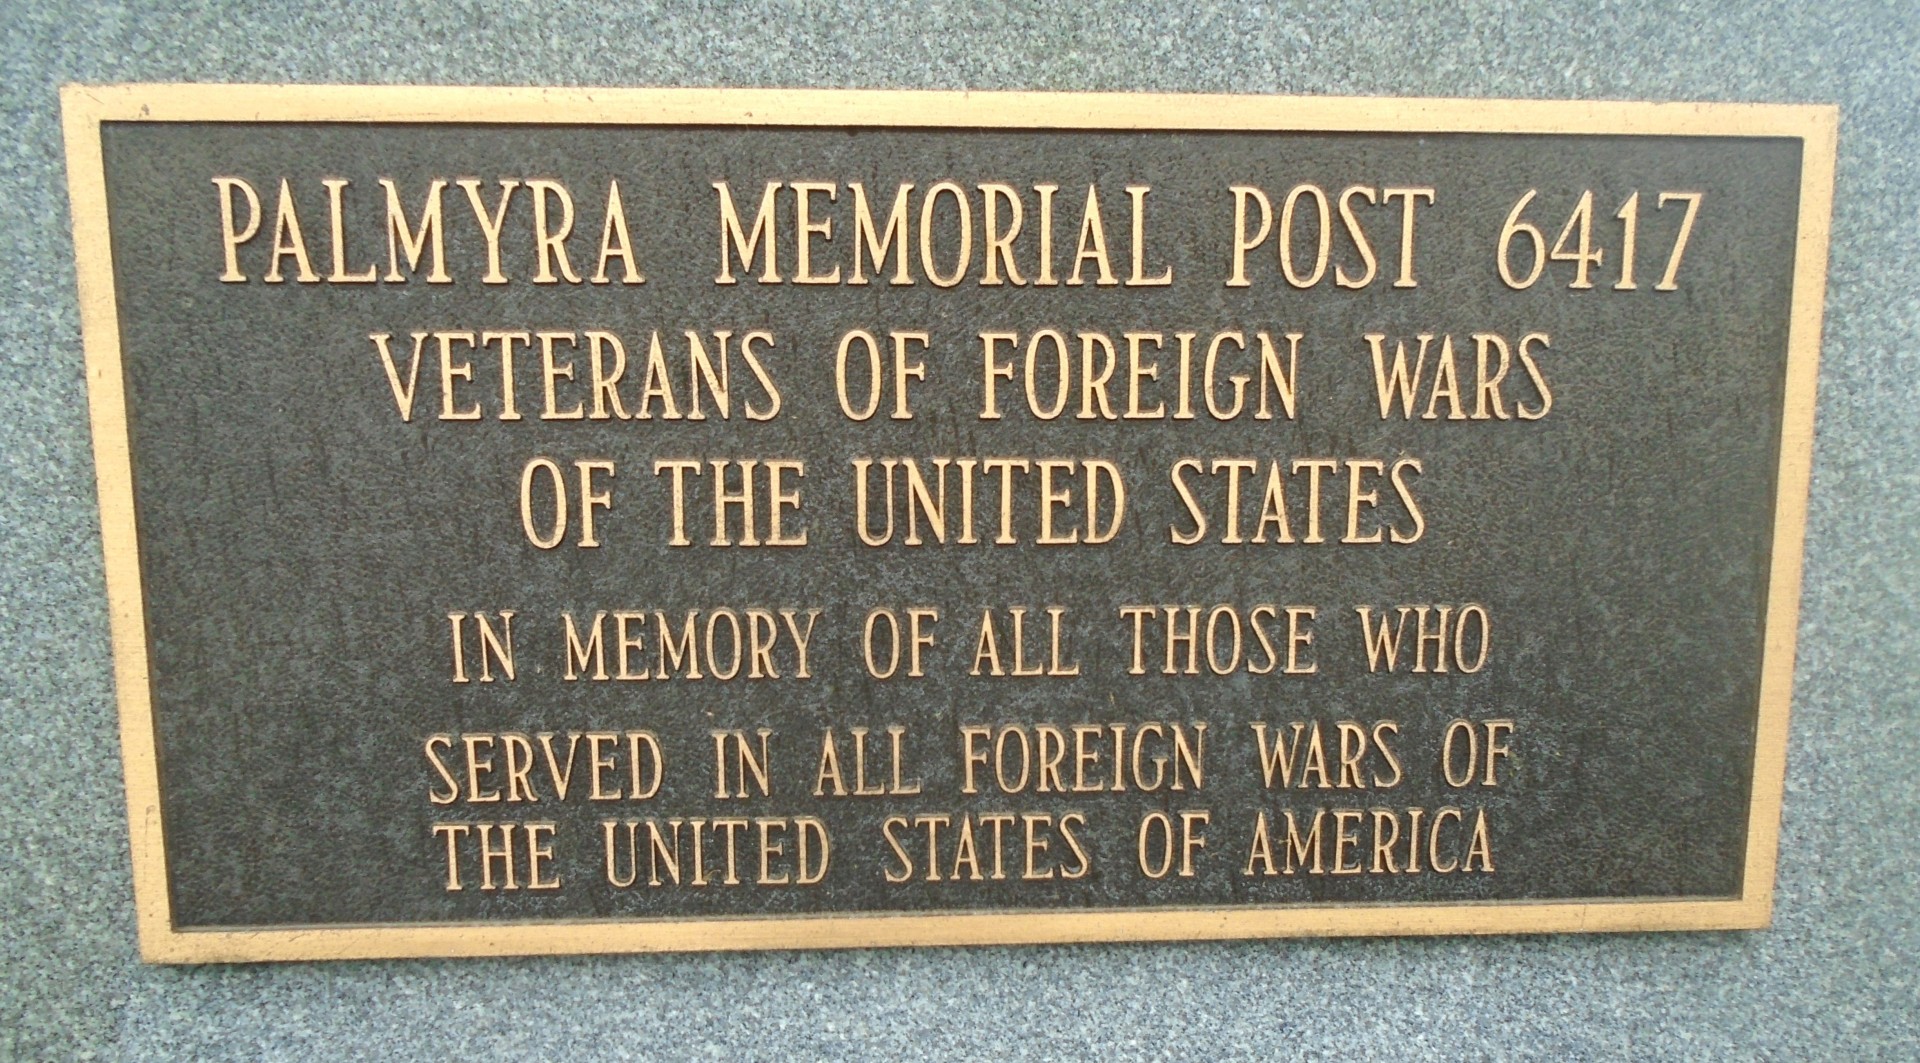 PALMYRA MEMORIAL POST 6417
VETERANS OF FOREIGN WARS
OF THE UNITED STATES
IN MEMORY OF ALL THOSE WHO
SERVED IN ALL FOREIGN WARS OF
THE UNITED STATES OF AMERICA